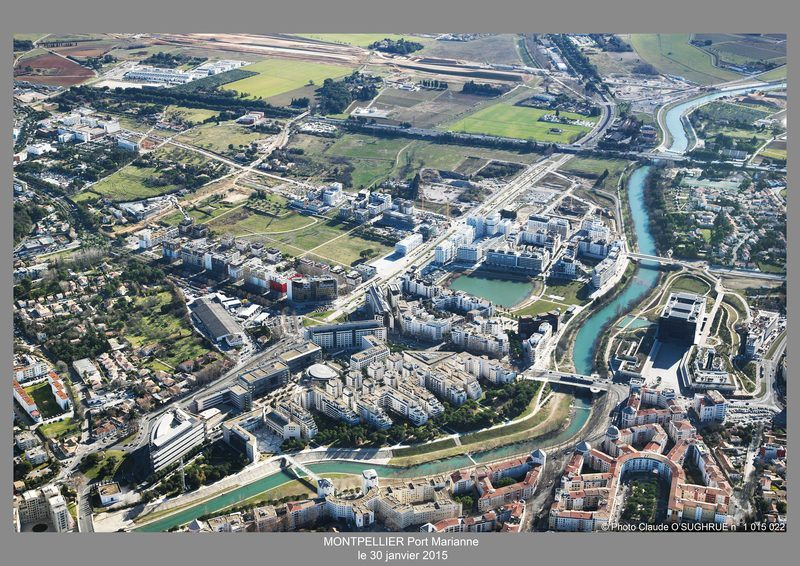 © Photo Claude O'SUGHRUE n° 1 015 022
MONTPELLIER Port Marianne
le 30 janvier 2015